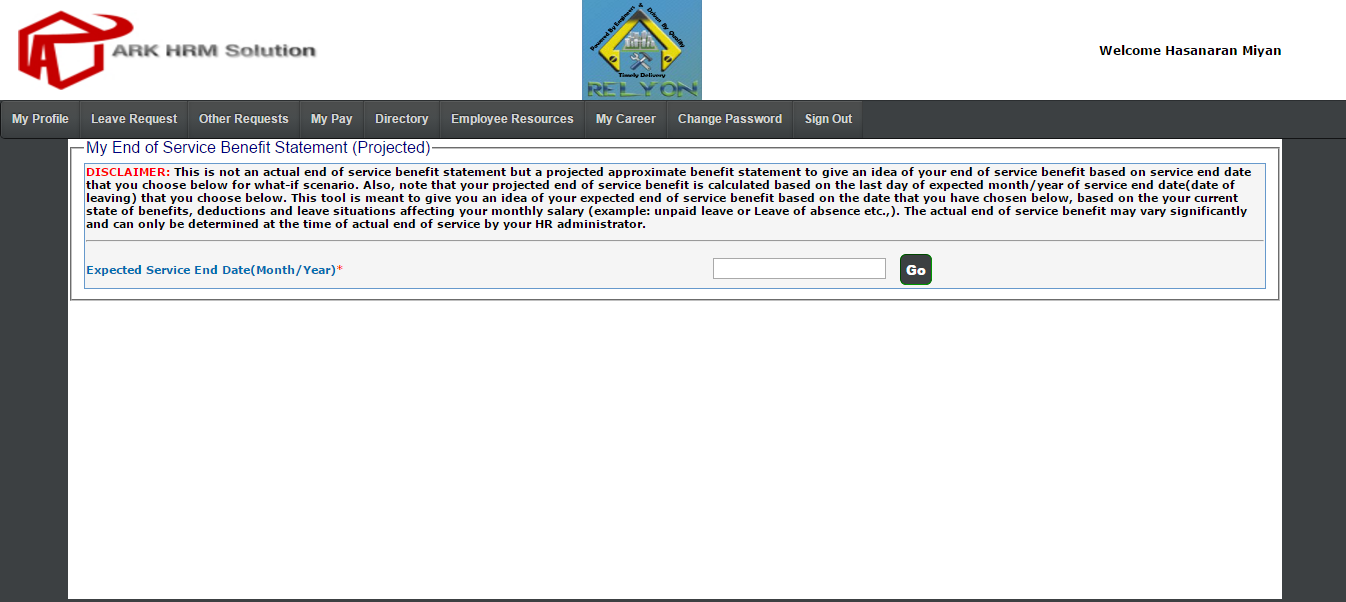 ARK HRM Solution
Powered By Engineers & Driven By Quality
Timely Delivery
RELYON
Welcome Hasanaran Miyan
My Profile Leave Request Other Requests My Pay Directory Employee Resources My Career Change Password Sign Out
My End of Service Benefit Statement (Projected)
DISCLAIMER: This is not an actual end of service benefit statement but a projected approximate benefit statement to give an idea of your end of service benefit based on service end date
that you choose below for what-if scenario. Also, note that your projected end of service benefit is calculated based on the last day of expected month/year of service end date(date of
leaving) that you choose below. This tool is meant to give you an idea of your expected end of service benefit based on the date that you have chosen below, based on the your current
state of benefits, deductions and leave situations affecting your monthly salary (example: unpaid leave or Leave of absence etc.,). The actual end of service benefit may vary significantly
and can only be determined at the time of actual end of service by your HR administrator.
Expected Service End Date(Month/Year)* Go